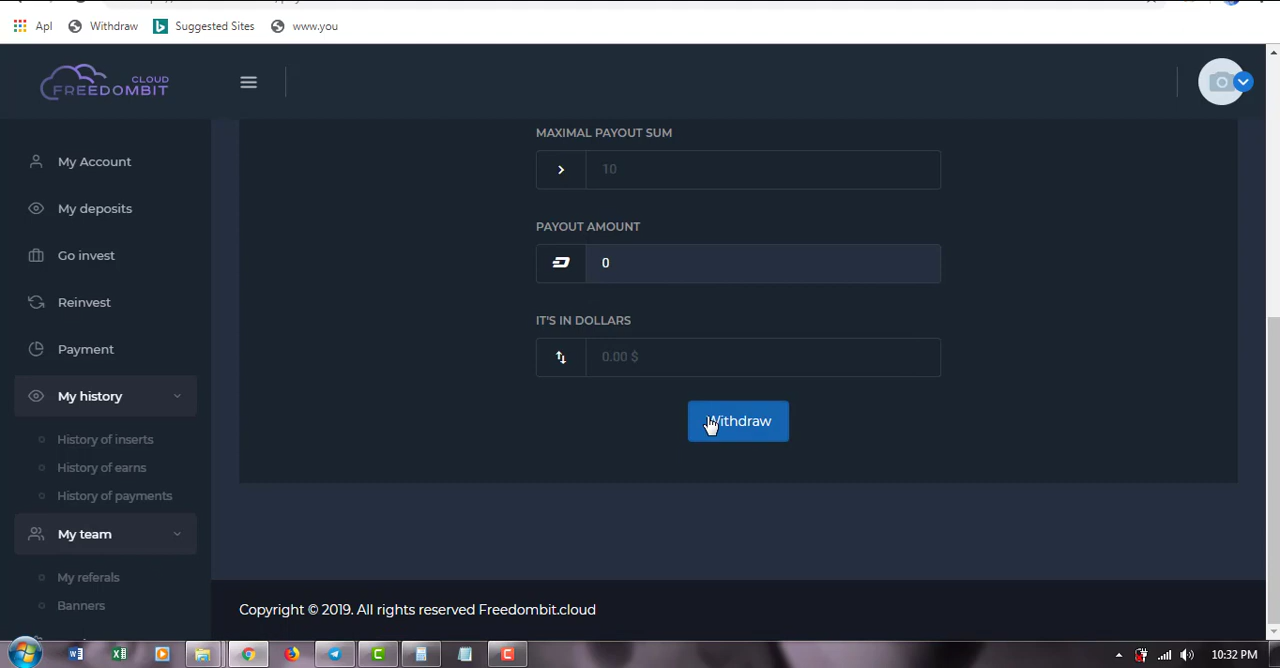 Apl
Withdraw
Suggested Sites
www.you
CLOUD
FREEDOMBIT
My Account
My deposits
Go invest
Reinvest
Payment
My history
History of inserts
History of earns
History of payments
My team
My referals
Banners
MAXIMAL PAYOUT SUM
10
PAYOUT AMOUNT
0
IT'S IN DOLLARS
0.00 $
Withdraw
Copyright © 2019. All rights reserved Freedombit.cloud
10:32 PM